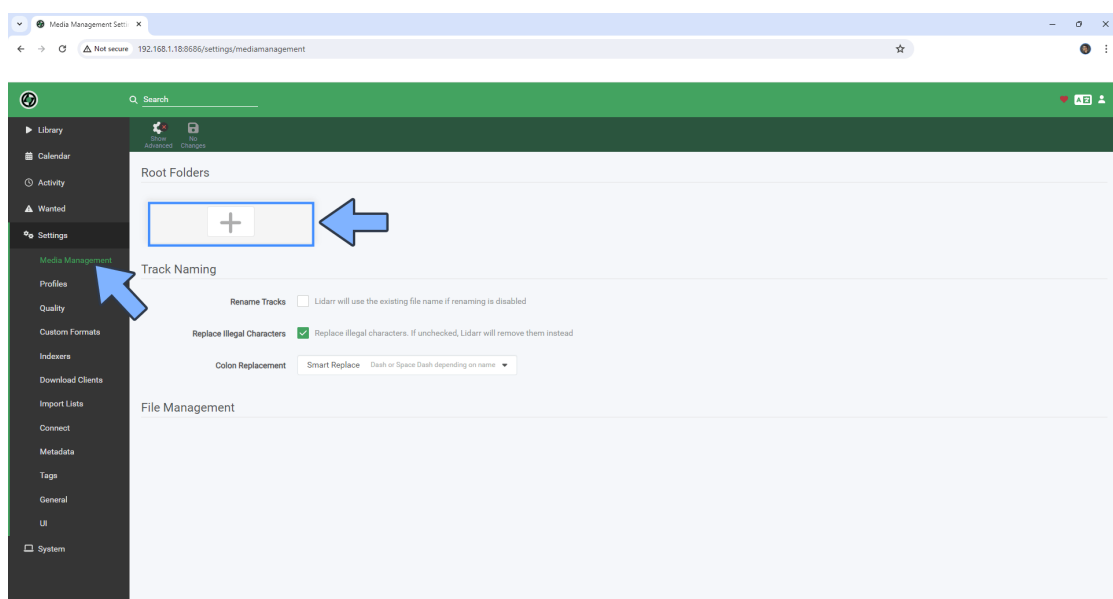 Media Management Setti
Not secure 192.168.1.18:8686/settings/mediamanagement
Search
Library
Calendar
Activity
Wanted
Settings
Media Management
Profiles
Quality
Custom Formats
Indexers
Download Clients
Import Lists
Connect
Metadata
Tags
General
UI
System
Show
Advanced
No
Changes
Root Folders
Track Naming
Rename Tracks Lidarr will use the existing file name if renaming is disabled
Replace Illegal Characters Replace illegal characters. If unchecked, Lidarr will remove them instead
Colon Replacement Smart Replace Dash or Space Dash depending on name
File Management